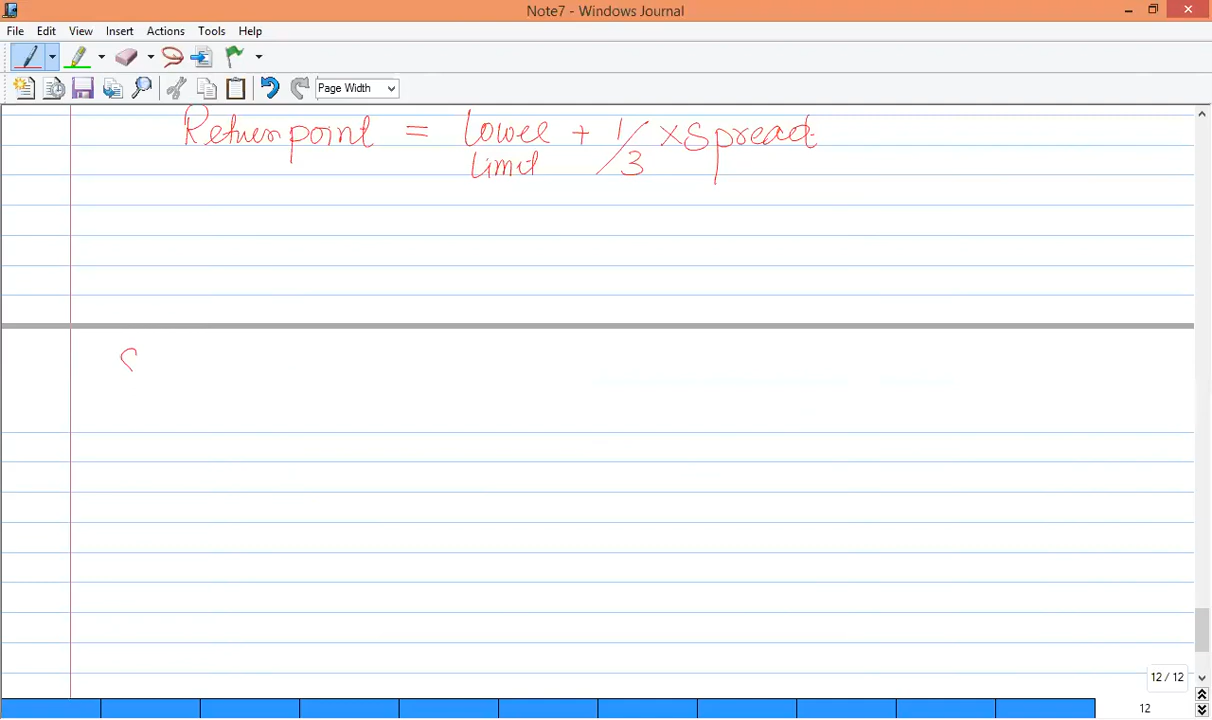 Note7 - Windows Journal
File Edit View Insert Actions Tools Help
Page Width
Return point = lower + 1/3 x Spread
limit
12 / 12
12